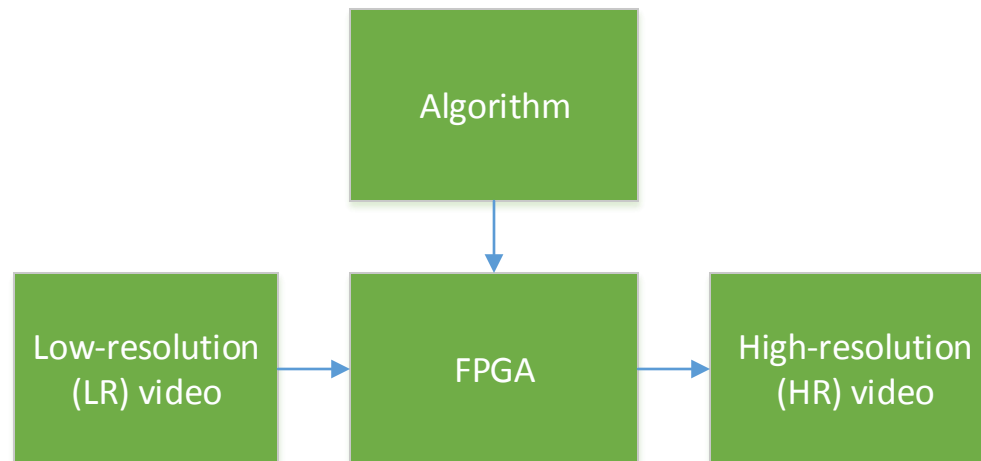 Algorithm
Low-resolution
(LR) video
FPGA
High-resolution
(HR) video